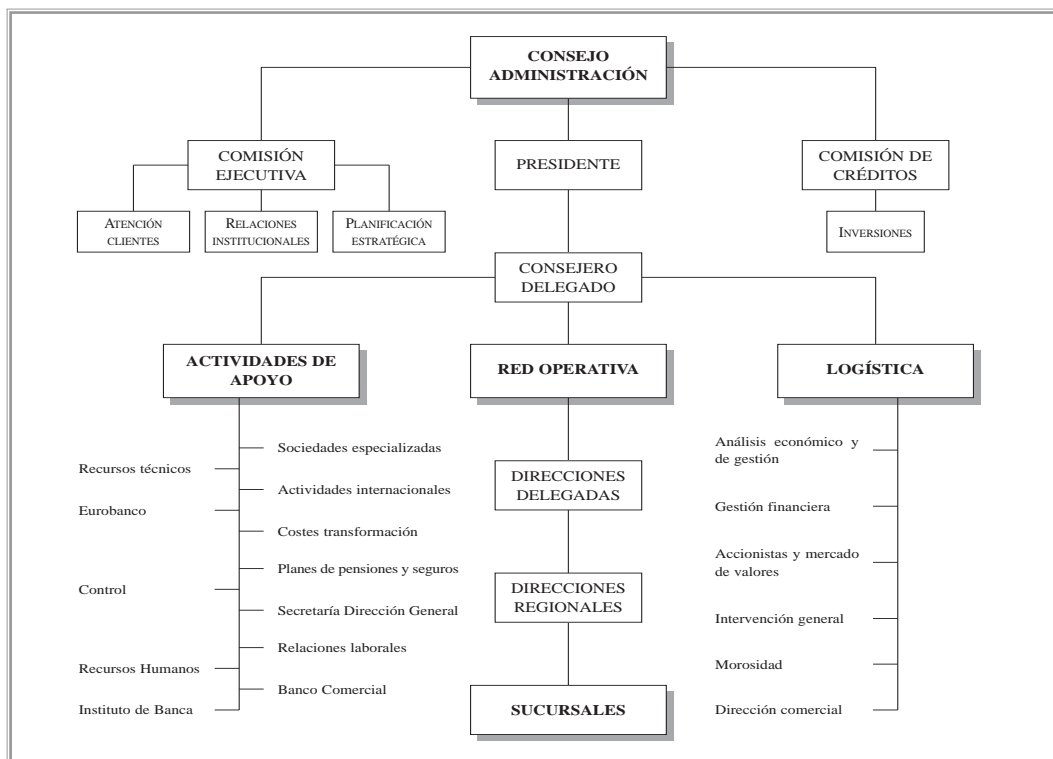 CONSEJO
ADMINISTRACIÓN
COMISIÓN
EJECUTIVA
PRESIDENTE
COMISIÓN DE
CRÉDITOS
ATENCIÓN
CLIENTES
RELACIONES
INSTITUCIONALES
PLANIFICACIÓN
ESTRATÉGICA
INVERSIONES
CONSEJERO
DELEGADO
ACTIVIDADES DE
APOYO
RED OPERATIVA
LOGÍSTICA
Recursos técnicos
Eurobanco
Control
Recursos Humanos
Instituto de Banca
Sociedades especializadas
Actividades internacionales
Costes transformación
Planes de pensiones y seguros
Secretaría Dirección General
Relaciones laborales
Banco Comercial
DIRECCIONES
DELEGADAS
DIRECCIONES
REGIONALES
SUCURSALES
Análisis económico y
de gestión
Gestión financiera
Accionistas y mercado
de valores
Intervención general
Morosidad
Dirección comercial